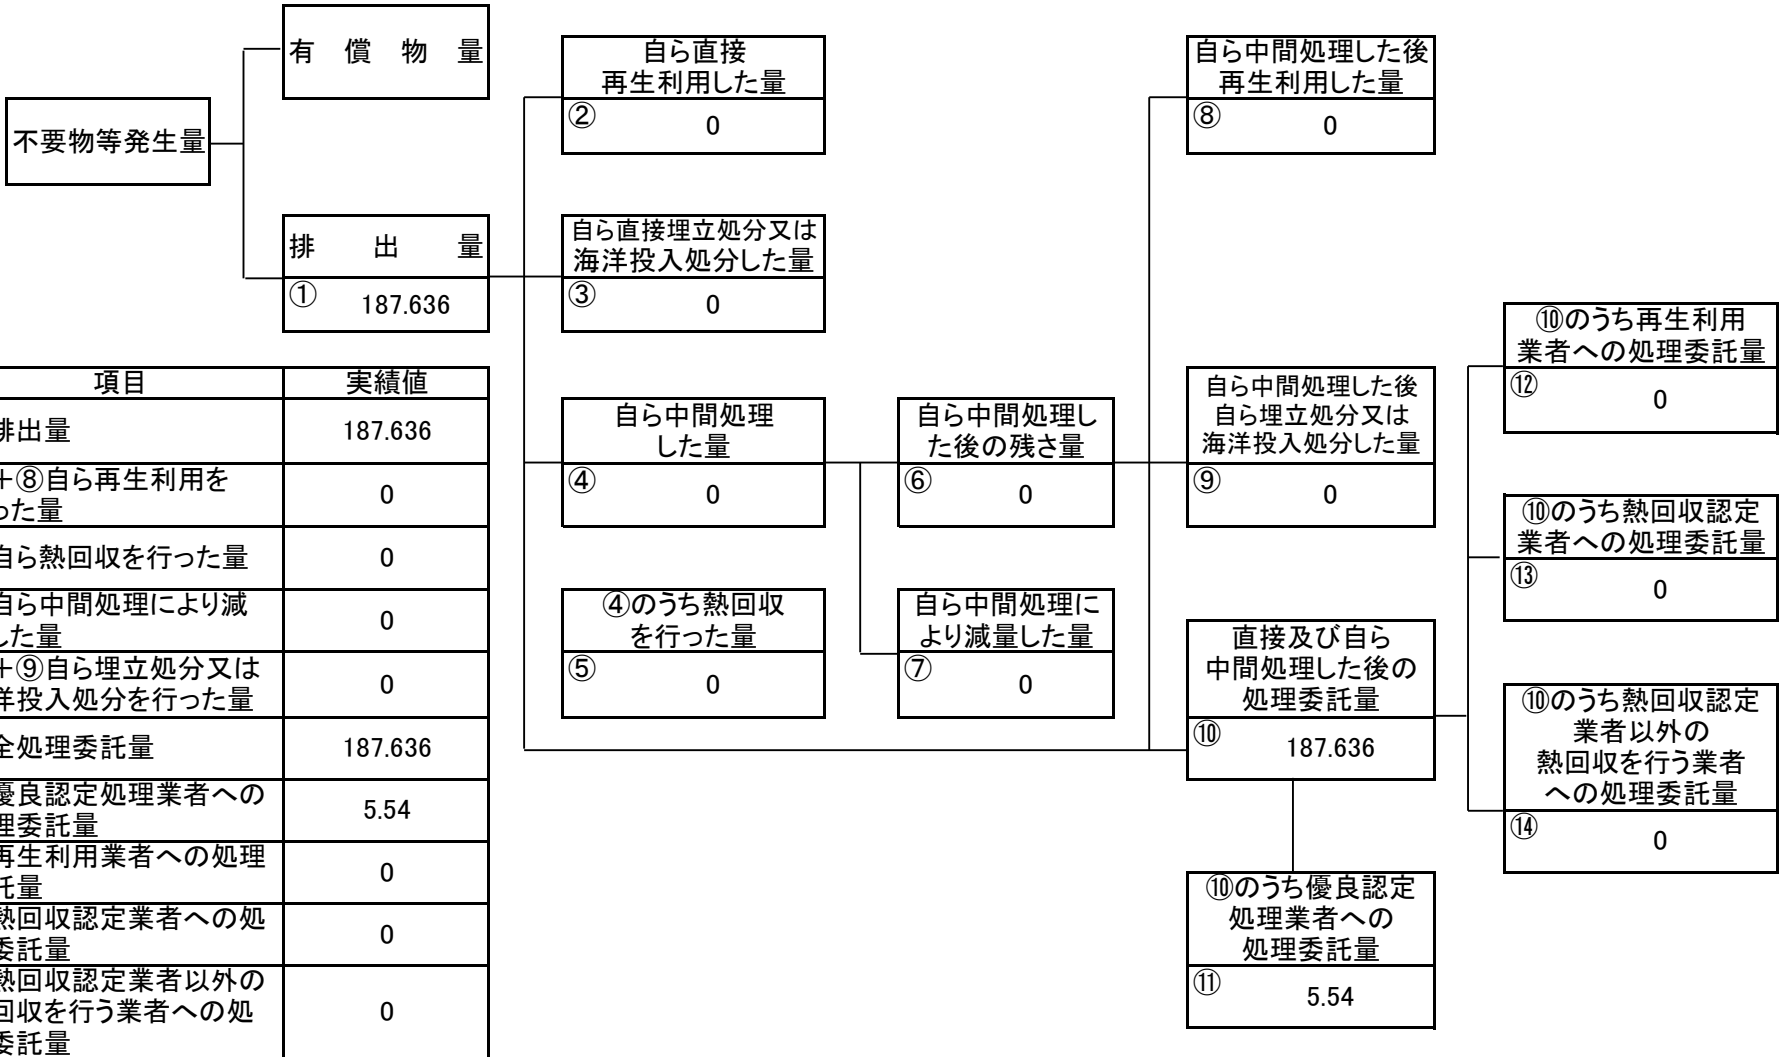 有償物量
不要物等発生量
排出量
① 187.636
自ら直接
再生利用した量
② 0
自ら直接埋立処分又は
海洋投入処分した量
③ 0
自ら中間処理
した量
④ 0
④のうち熱回収
を行った量
⑤ 0
自ら中間処理し
た後の残さ量
⑥ 0
自ら中間処理に
より減量した量
⑦ 0
自ら中間処理した後
再生利用した量
⑧ 0
自ら中間処理した後
自ら埋立処分又は
海洋投入処分した量
⑨ 0
直接及び自ら
中間処理した後の
処理委託量
⑩ 187.636
⑩のうち優良認定
処理業者への
処理委託量
⑪ 5.54
⑩のうち再生利用
業者への処理委託量
⑫ 0
⑩のうち熱回収認定
業者への処理委託量
⑬ 0
⑩のうち熱回収認定
業者以外の
熱回収を行う業者
への処理委託量
⑭ 0
項目 実績値
排出量 187.636
+⑧自ら再生利用を
った量 0
自ら熱回収を行った量 0
自ら中間処理により減
した量 0
+⑨自ら埋立処分又は
洋投入処分を行った量 0
全処理委託量 187.636
優良認定処理業者への
理委託量 5.54
再生利用業者への処理
託量 0
熱回収認定業者への処
委託量 0
熱回収認定業者以外の
回収を行う業者への処
委託量 0